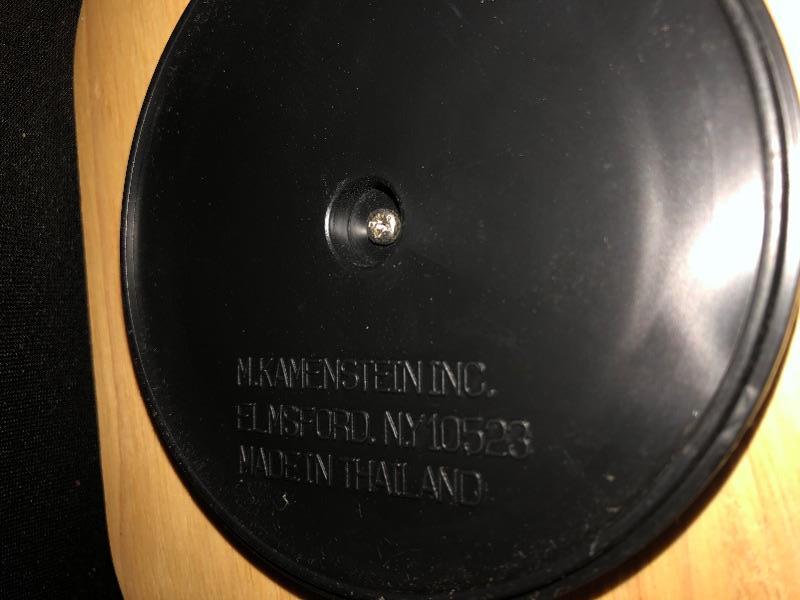 M.KAMENSTEIN INC.
ELMSFORD, N.Y 10523
MADE IN THAILAND